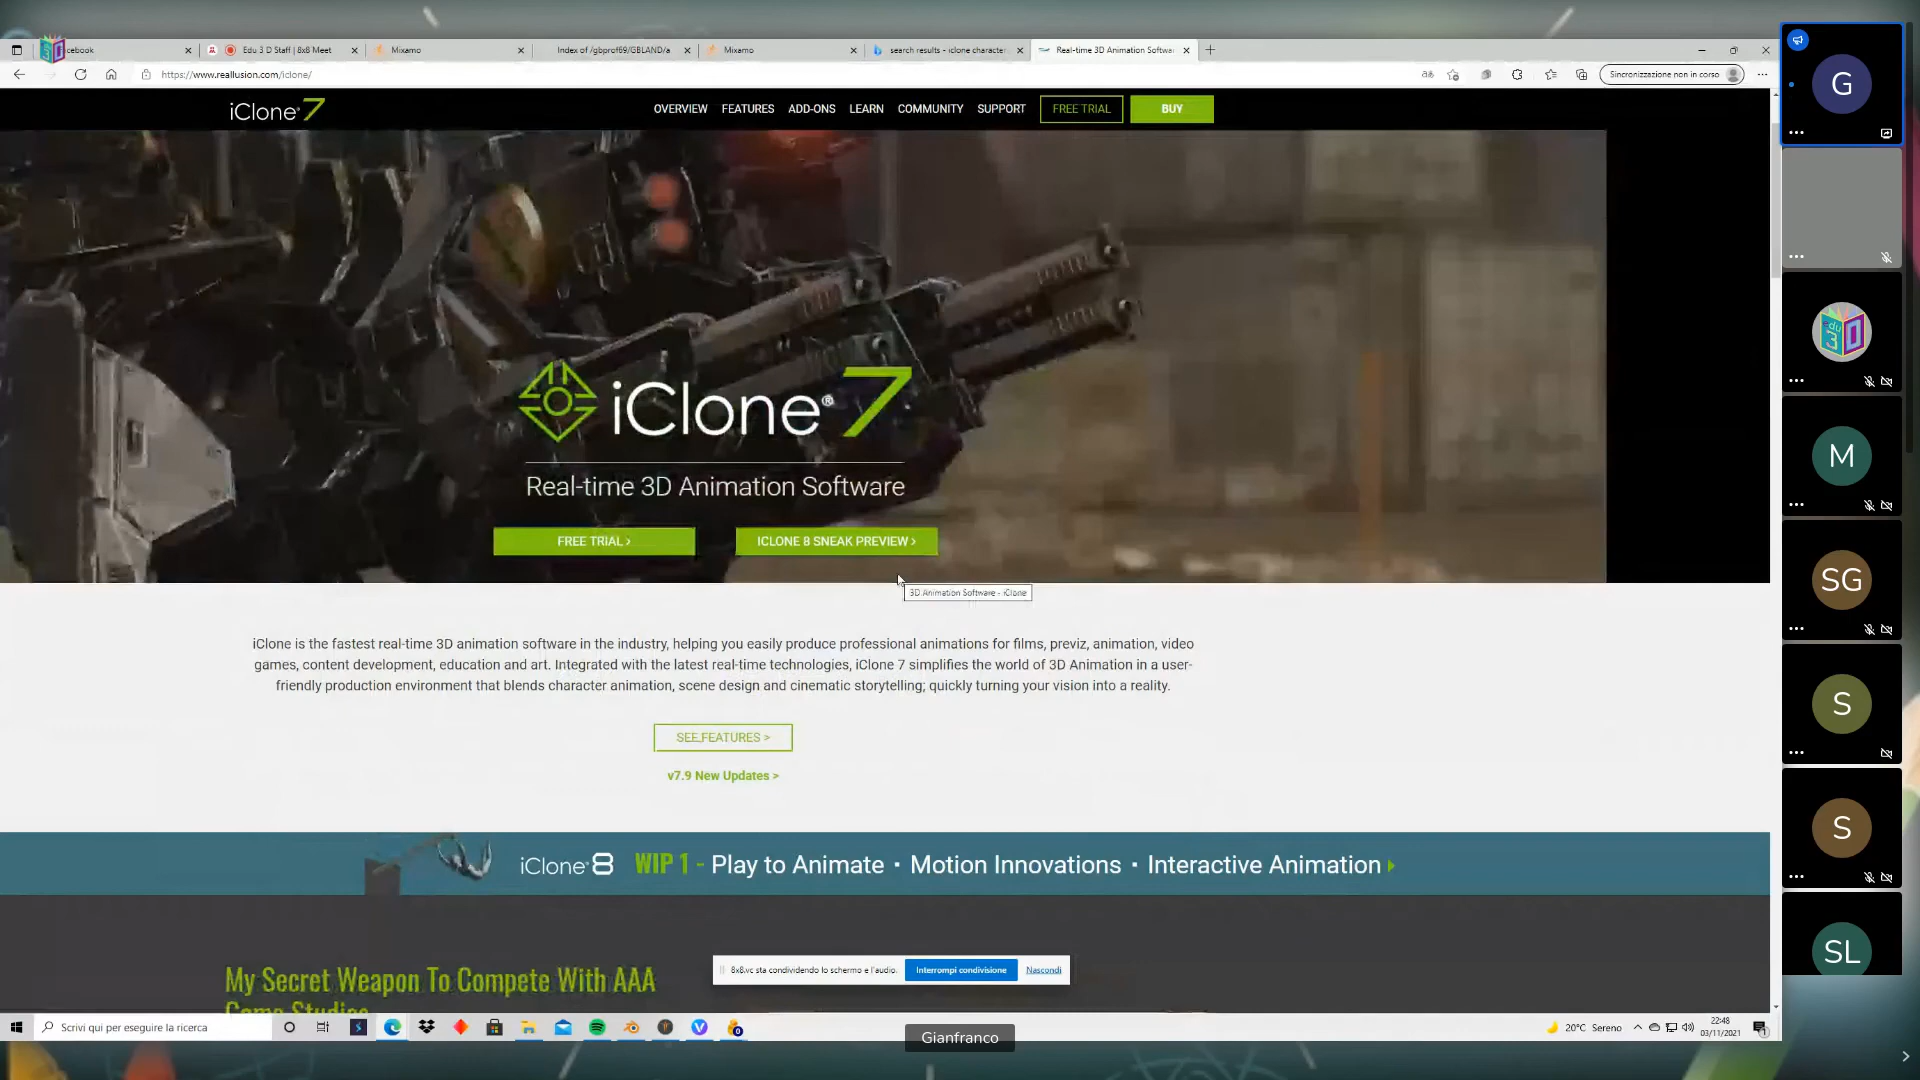 cebook
Edu 3 D Staff | 8x8 Meet
Mixamo
Index of /gbprof69/GBLAND/a
Mixamo
search results - iclone character
Real-time 3D Animation Softwa
https://www.reallusion.com/iclone/
Sincronizzazione non in corso
iClone 7
OVERVIEW
FEATURES
ADD-ONS
LEARN
COMMUNITY
SUPPORT
FREE TRIAL
BUY
iClone® 7
Real-time 3D Animation Software
FREE TRIAL >
ICLONE 8 SNEAK PREVIEW >
3D Animation Software - iClone
iClone is the fastest real-time 3D animation software in the industry, helping you easily produce professional animations for films, previz, animation, video
games, content development, education and art. Integrated with the latest real-time technologies, iClone 7 simplifies the world of 3D Animation in a user-
friendly production environment that blends character animation, scene design and cinematic storytelling; quickly turning your vision into a reality.
SEE FEATURES >
v7.9 New Updates >
iClone 8 WIP 1 - Play to Animate · Motion Innovations · Interactive Animation
My Secret Weapon To Compete With AAA
Game Studios
8x8.vc sta condividendo lo schermo e l'audio.
Interrompi condivisione
Nascondi
Scrivi qui per eseguire la ricerca
20°C Sereno
22:48
03/11/2021
Gianfranco
G
edu
3D
M
SG
S
S
SL